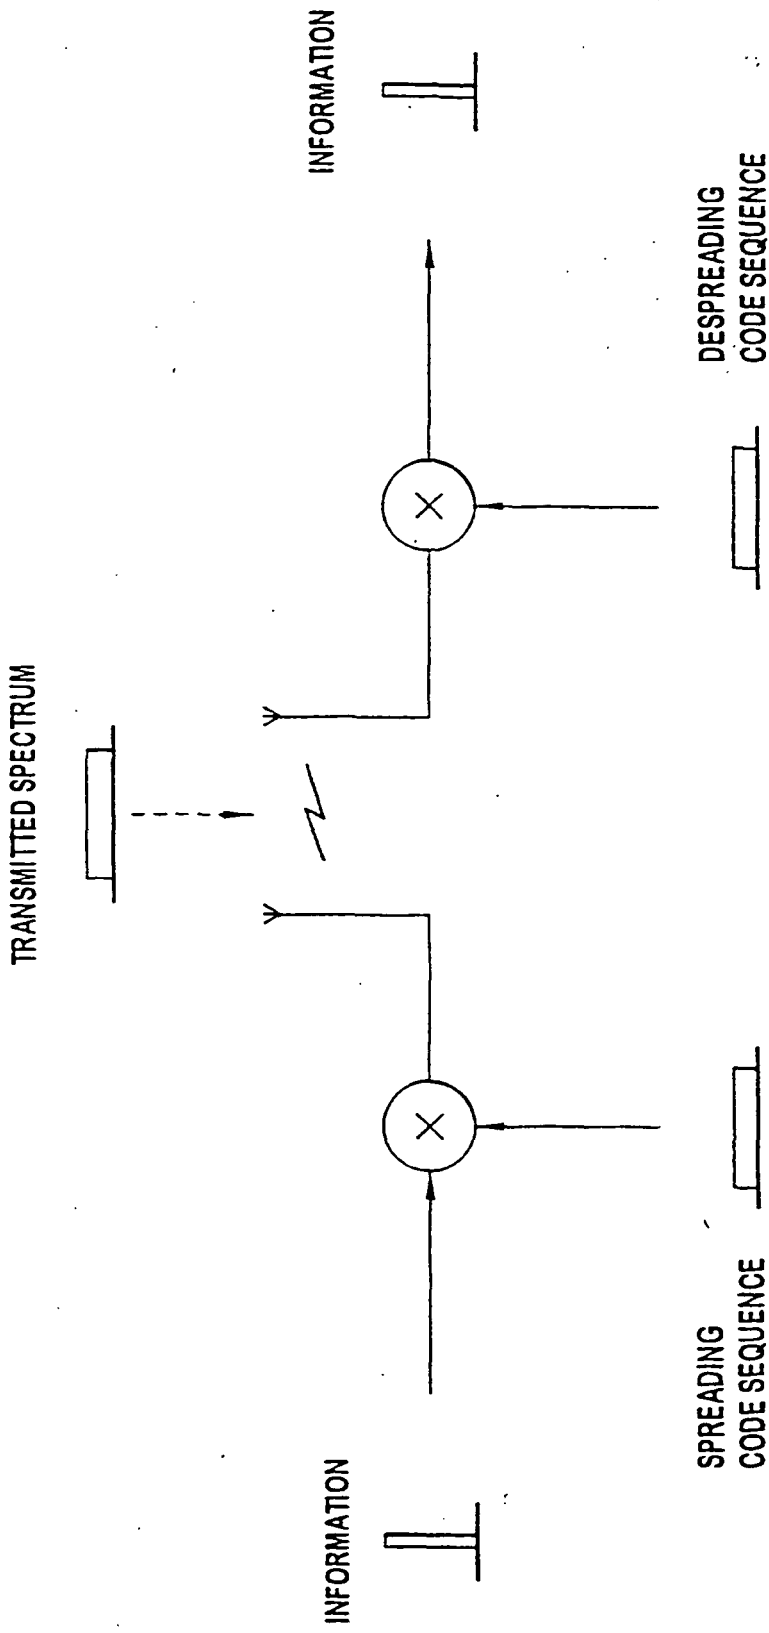 TRANSMITTED SPECTRUM
INFORMATION
INFORMATION
SPREADING
CODE SEQUENCE
DESPREADING
CODE SEQUENCE